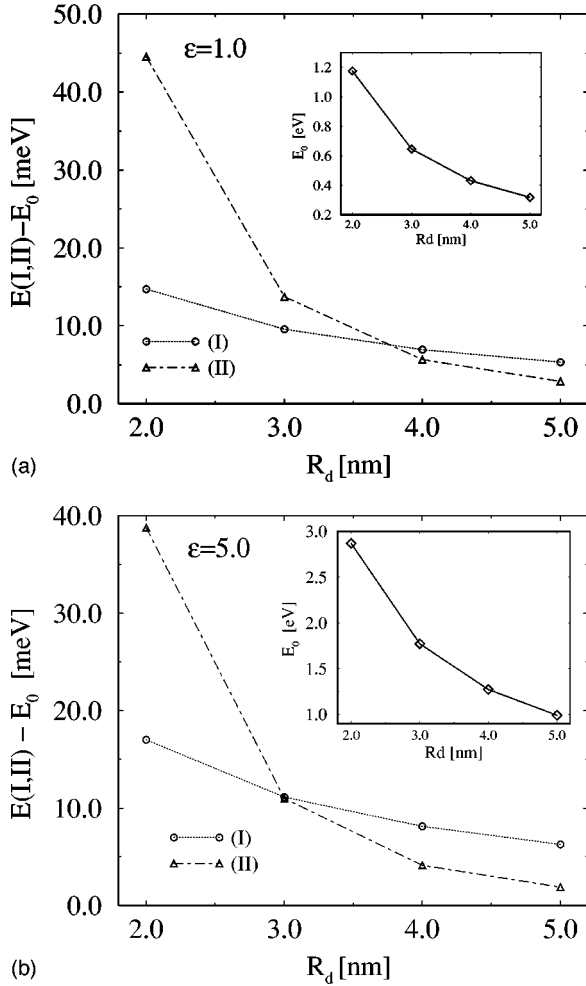 50.0
40.0
30.0
20.0
10.0
0.0
E(I,II)−E₀ [meV]
ε=1.0
1.2
1.0
0.8
0.6
0.4
0.2
E₀ [eV]
2.0 3.0 4.0 5.0
Rd [nm]
(I)
(II)
2.0 3.0 4.0 5.0
(a)
R_d [nm]
40.0
30.0
20.0
10.0
0.0
E(I,II) − E₀ [meV]
ε=5.0
3.0
2.5
2.0
1.5
1.0
E₀ [eV]
2.0 3.0 4.0 5.0
Rd [nm]
(I)
(II)
2.0 3.0 4.0 5.0
(b)
R_d [nm]